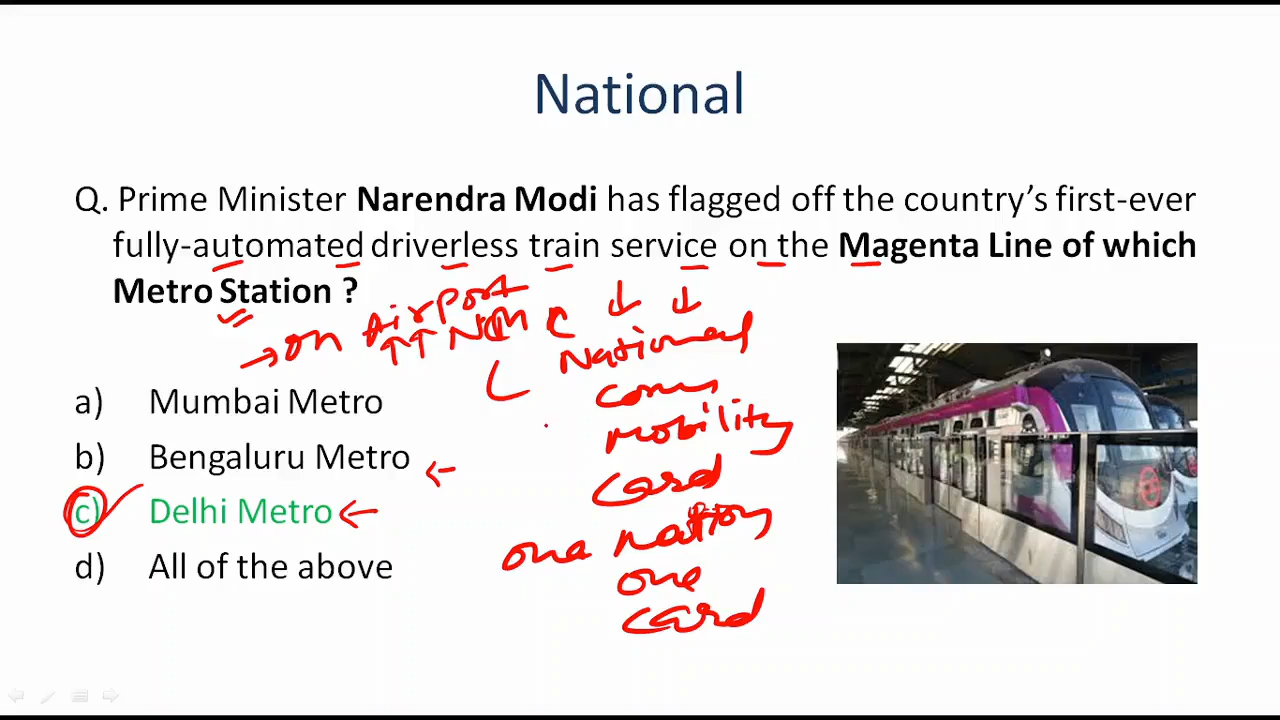 National
Q. Prime Minister Narendra Modi has flagged off the country's first-ever
fully-automated driverless train service on the Magenta Line of which
Metro Station ?
→ on Airport
NCMC
National
comm
mobility
card
one nation
one
card
a) Mumbai Metro
b) Bengaluru Metro
c) Delhi Metro
d) All of the above